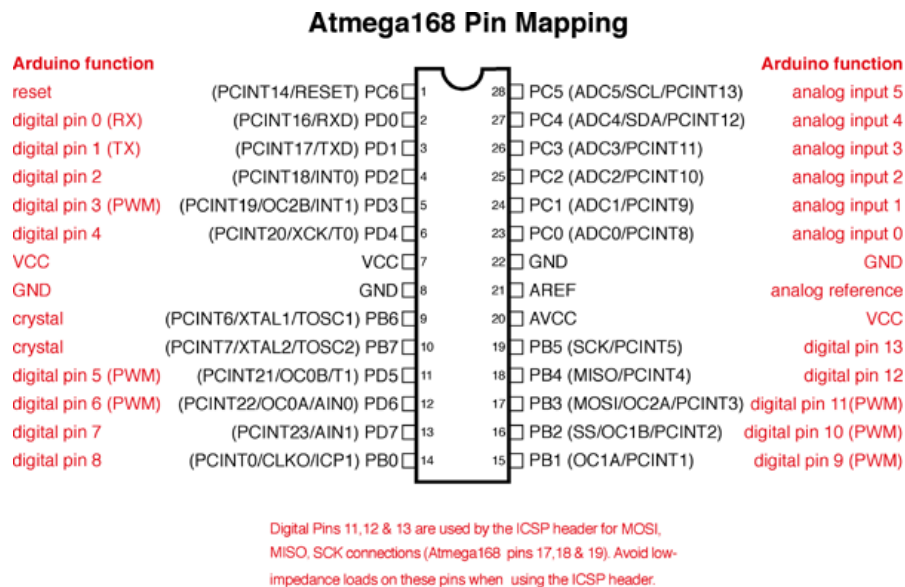 Atmega168 Pin Mapping
Arduino function Arduino function
reset (PCINT14/RESET) PC6 1 28 PC5 (ADC5/SCL/PCINT13) analog input 5
digital pin 0 (RX) (PCINT16/RXD) PD0 2 27 PC4 (ADC4/SDA/PCINT12) analog input 4
digital pin 1 (TX) (PCINT17/TXD) PD1 3 26 PC3 (ADC3/PCINT11) analog input 3
digital pin 2 (PCINT18/INT0) PD2 4 25 PC2 (ADC2/PCINT10) analog input 2
digital pin 3 (PWM) (PCINT19/OC2B/INT1) PD3 5 24 PC1 (ADC1/PCINT9) analog input 1
digital pin 4 (PCINT20/XCK/T0) PD4 6 23 PC0 (ADC0/PCINT8) analog input 0
VCC VCC 7 22 GND GND
GND GND 8 21 AREF analog reference
crystal (PCINT6/XTAL1/TOSC1) PB6 9 20 AVCC VCC
crystal (PCINT7/XTAL2/TOSC2) PB7 10 19 PB5 (SCK/PCINT5) digital pin 13
digital pin 5 (PWM) (PCINT21/OC0B/T1) PD5 11 18 PB4 (MISO/PCINT4) digital pin 12
digital pin 6 (PWM) (PCINT22/OC0A/AIN0) PD6 12 17 PB3 (MOSI/OC2A/PCINT3) digital pin 11(PWM)
digital pin 7 (PCINT23/AIN1) PD7 13 16 PB2 (SS/OC1B/PCINT2) digital pin 10 (PWM)
digital pin 8 (PCINT0/CLKO/ICP1) PB0 14 15 PB1 (OC1A/PCINT1) digital pin 9 (PWM)
Digital Pins 11,12 & 13 are used by the ICSP header for MOSI,
MISO, SCK connections (Atmega168 pins 17,18 & 19). Avoid low-
impedance loads on these pins when using the ICSP header.